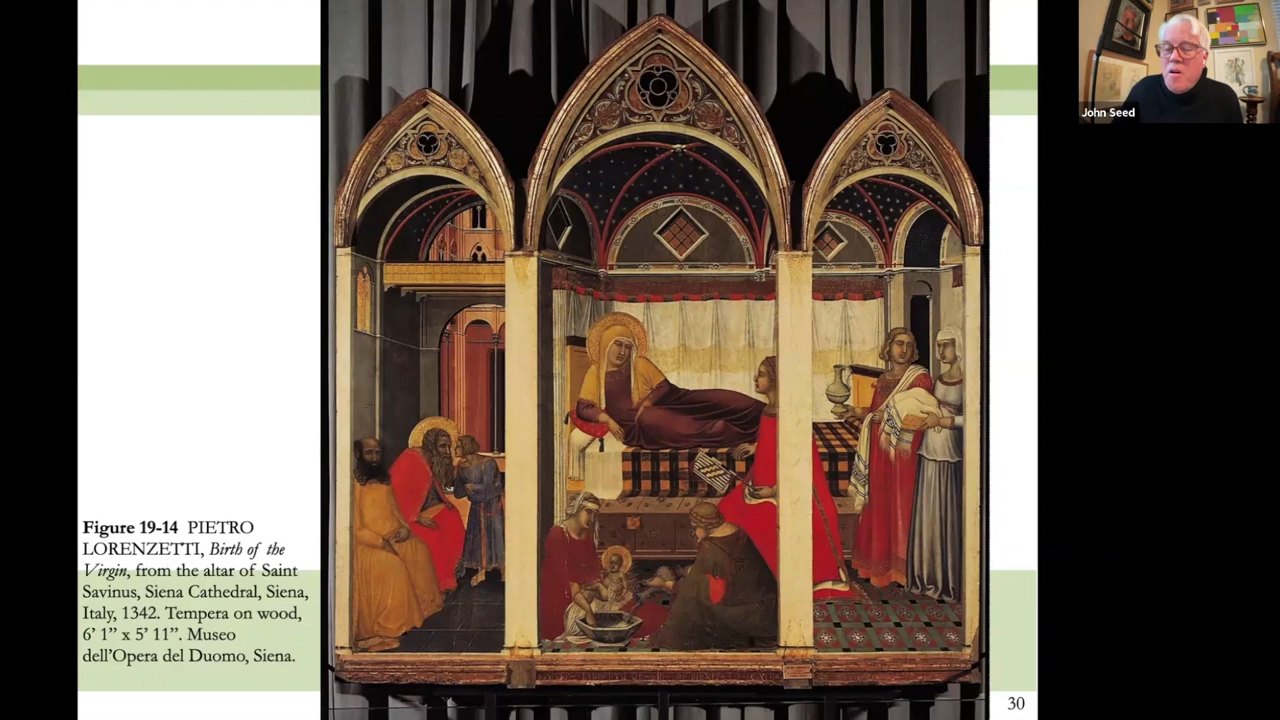 John Seed
Figure 19-14 PIETRO
LORENZETTI, Birth of the
Virgin, from the altar of Saint
Savinus, Siena Cathedral, Siena,
Italy, 1342. Tempera on wood,
6’ 1” x 5’ 11”. Museo
dell’Opera del Duomo, Siena.
30